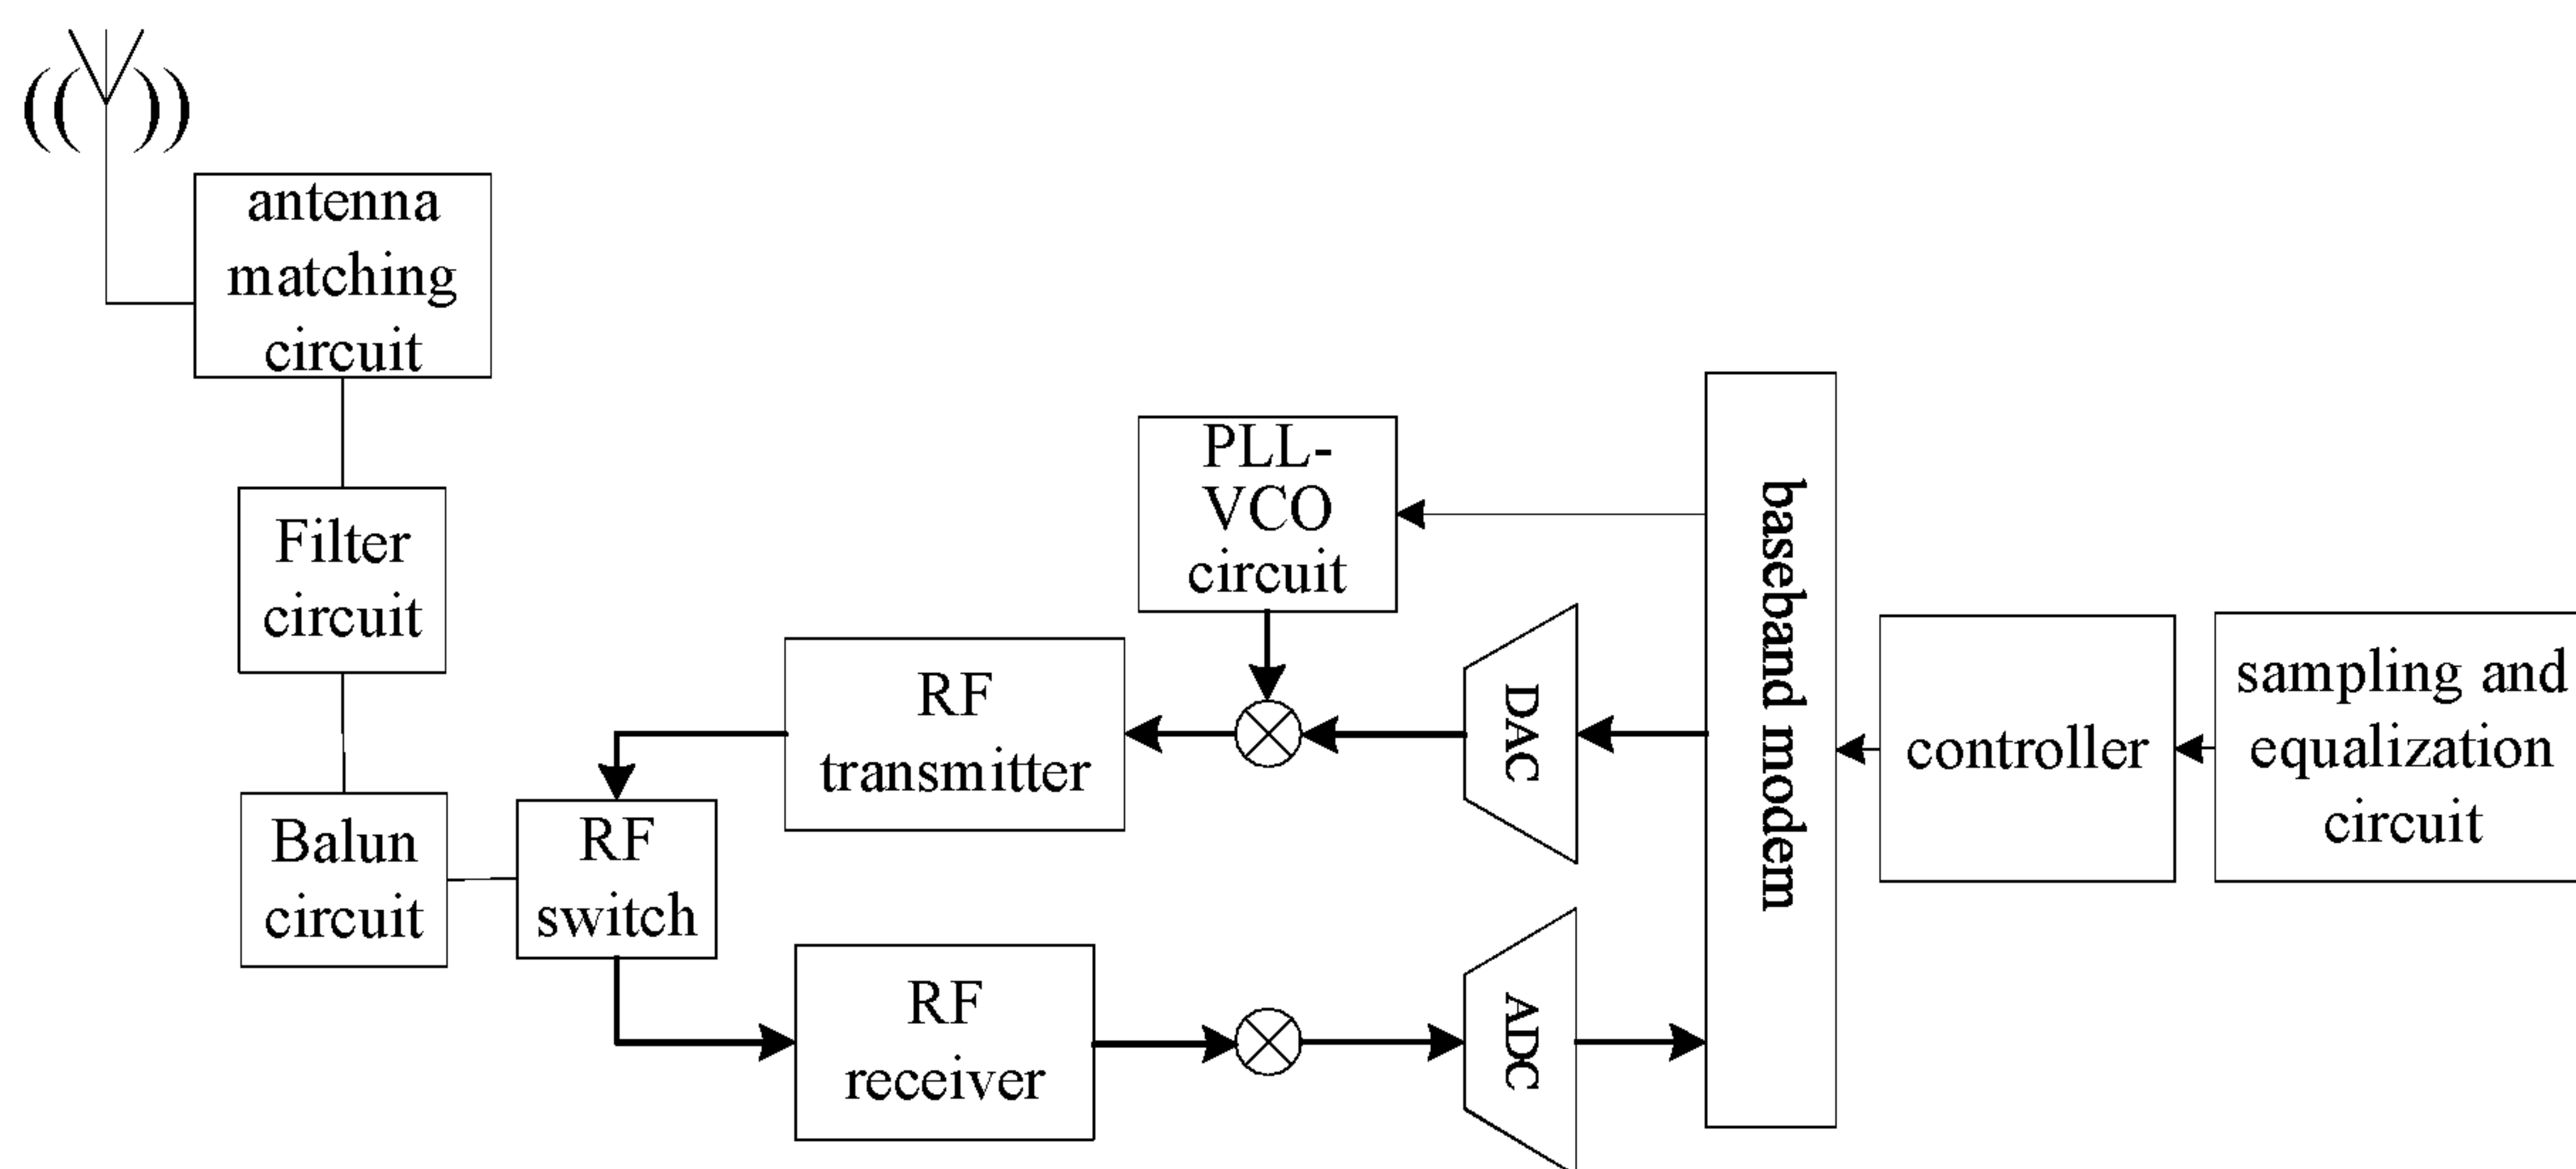 antenna
matching
circuit
Filter
circuit
Balun
circuit
RF
switch
RF
transmitter
RF
receiver
PLL-
VCO
circuit
DAC
ADC
baseband modem
controller
sampling and
equalization
circuit